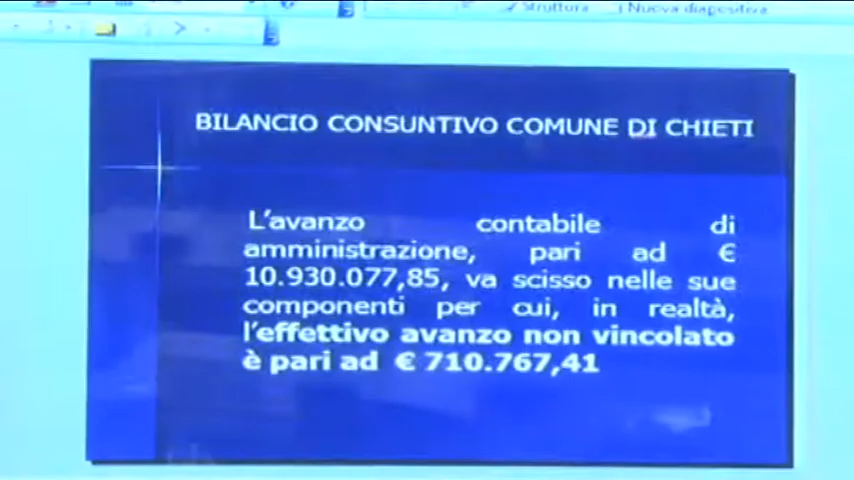 Struttura Nuova diapositiva
BILANCIO CONSUNTIVO COMUNE DI CHIETI
L'avanzo contabile di
amministrazione, pari ad €
10.930.077,85, va scisso nelle sue
componenti per cui, in realtà,
l'effettivo avanzo non vincolato
è pari ad € 710.767,41